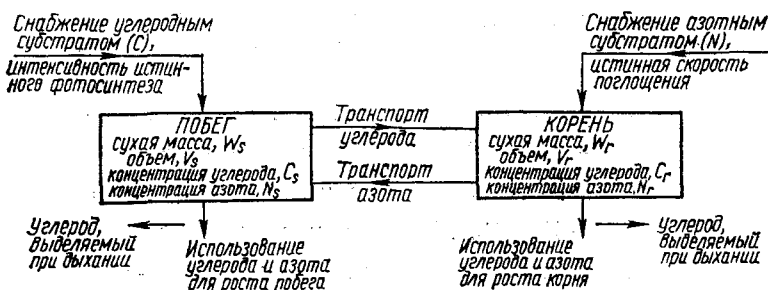 Снабжение углеродным
субстратом (C),
интенсивность истин-
ного фотосинтеза
Снабжение азотным
субстратом (N),
истинная скорость
поглощения
ПОБЕГ
сухая масса, Ws
объем, Vs
концентрация углерода, Cs
концентрация азота, Ns
Транспорт
углерода
Транспорт
азота
КОРЕНЬ
сухая масса, Wr
объем, Vr
концентрация углерода, Cr
концентрация азота, Nr
Углерод,
выделяемый
при дыхании
Использование
углерода и азота
для роста побега
Использование
углерода и азота
для роста корня
Углерод,
выделяемый
при дыхании